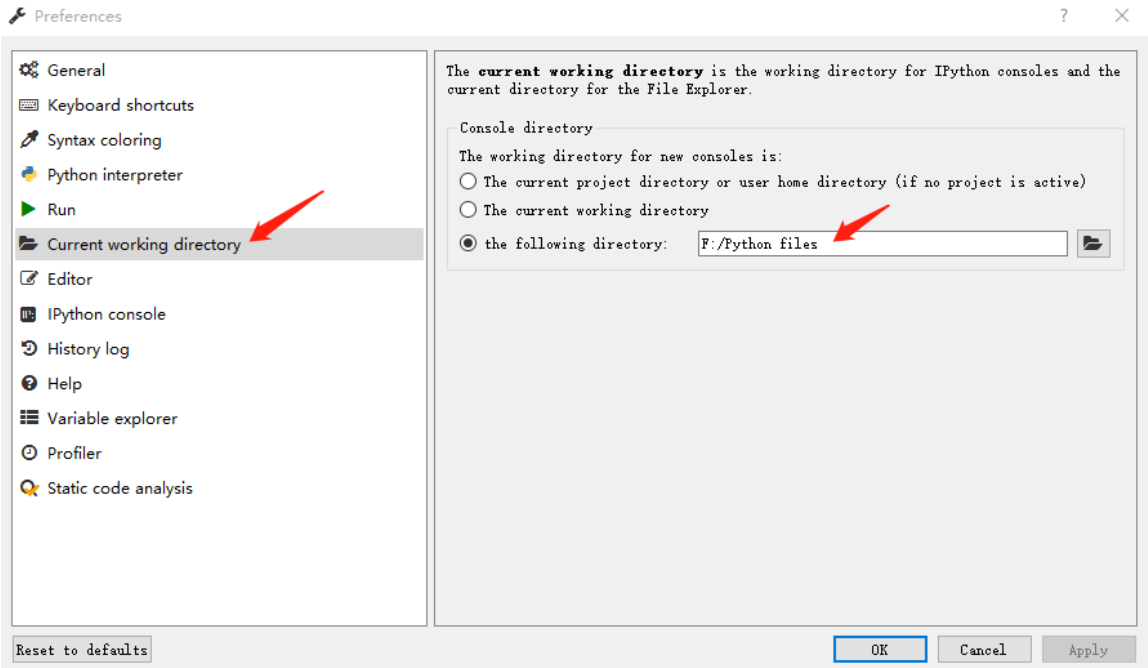 Preferences
?
General
Keyboard shortcuts
Syntax coloring
Python interpreter
Run
Current working directory
Editor
IPython console
History log
Help
Variable explorer
Profiler
Static code analysis
The current working directory is the working directory for IPython consoles and the
current directory for the File Explorer.
Console directory
The working directory for new consoles is:
The current project directory or user home directory (if no project is active)
The current working directory
the following directory: F:/Python files
Reset to defaults
OK
Cancel
Apply